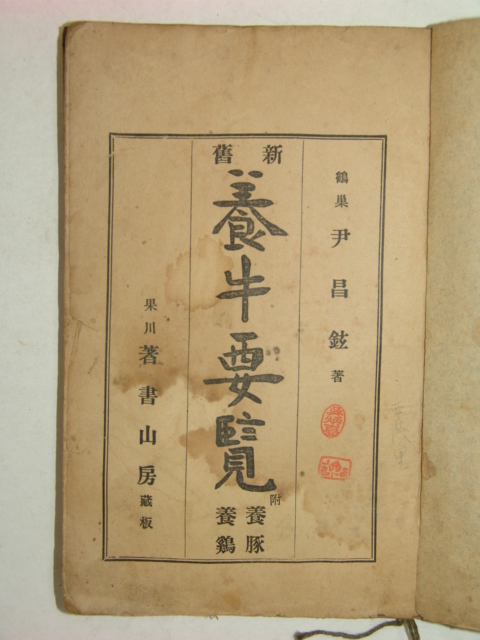 鶴巢 尹昌鉉 著
新舊
養牛要覽
附 養豚 養鷄
果川 著書山房 藏板